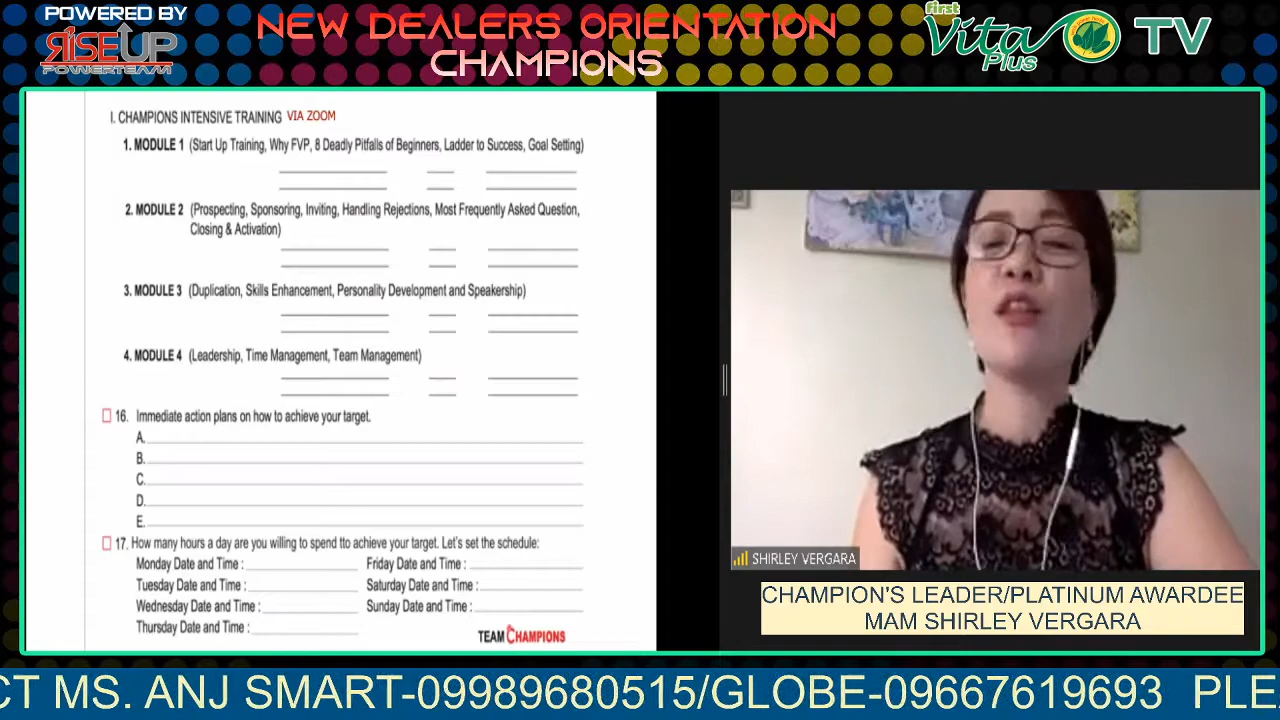 POWERED BY
RISEUP
POWERTEAM
NEW DEALERS ORIENTATION
CHAMPIONS
first
Vita
Plus
TV
I. CHAMPIONS INTENSIVE TRAINING VIA ZOOM
1. MODULE 1 (Start Up Training, Why FVP, 8 Deadly Pitfalls of Beginners, Ladder to Success, Goal Setting)
2. MODULE 2 (Prospecting, Sponsoring, Inviting, Handling Rejections, Most Frequently Asked Question,
Closing & Activation)
3. MODULE 3 (Duplication, Skills Enhancement, Personality Development and Speakership)
4. MODULE 4 (Leadership, Time Management, Team Management)
16. Immediate action plans on how to achieve your target.
A.
B.
C.
D.
E.
17. How many hours a day are you willing to spend tto achieve your target. Let's set the schedule:
Monday Date and Time : Friday Date and Time :
Tuesday Date and Time : Saturday Date and Time :
Wednesday Date and Time : Sunday Date and Time :
Thursday Date and Time :
TEAM CHAMPIONS
SHIRLEY VERGARA
CHAMPION'S LEADER/PLATINUM AWARDEE
MAM SHIRLEY VERGARA
CT MS. ANJ SMART-09989680515/GLOBE-09667619693 PLEA